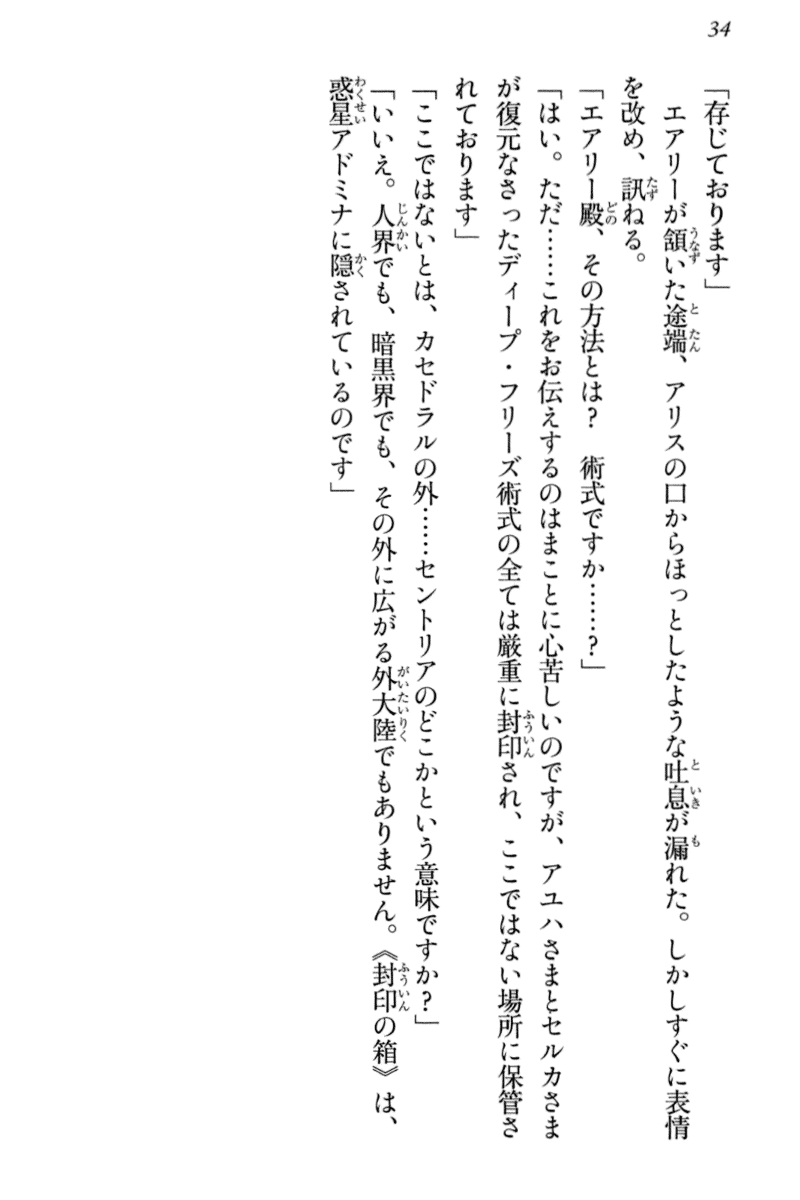 34
「存じております」
　エアリーが頷いた途端、アリスの口からほっとしたような吐息が漏れた。しかしすぐに表情
を改め、訊ねる。
「エアリー殿、その方法とは？　術式ですか……？」
「はい。ただ……これをお伝えするのはまことに心苦しいのですが、アユハさまとセルカさま
が復元なさったディープ・フリーズ術式の全ては厳重に封印され、ここではない場所に保管さ
れております」
「ここではないとは、カセドラルの外……セントリアのどこかという意味ですか？」
「いいえ。人界でも、暗黒界でも、その外に広がる外大陸でもありません。《封印の箱》は、
惑星アドミナに隠されているのです」